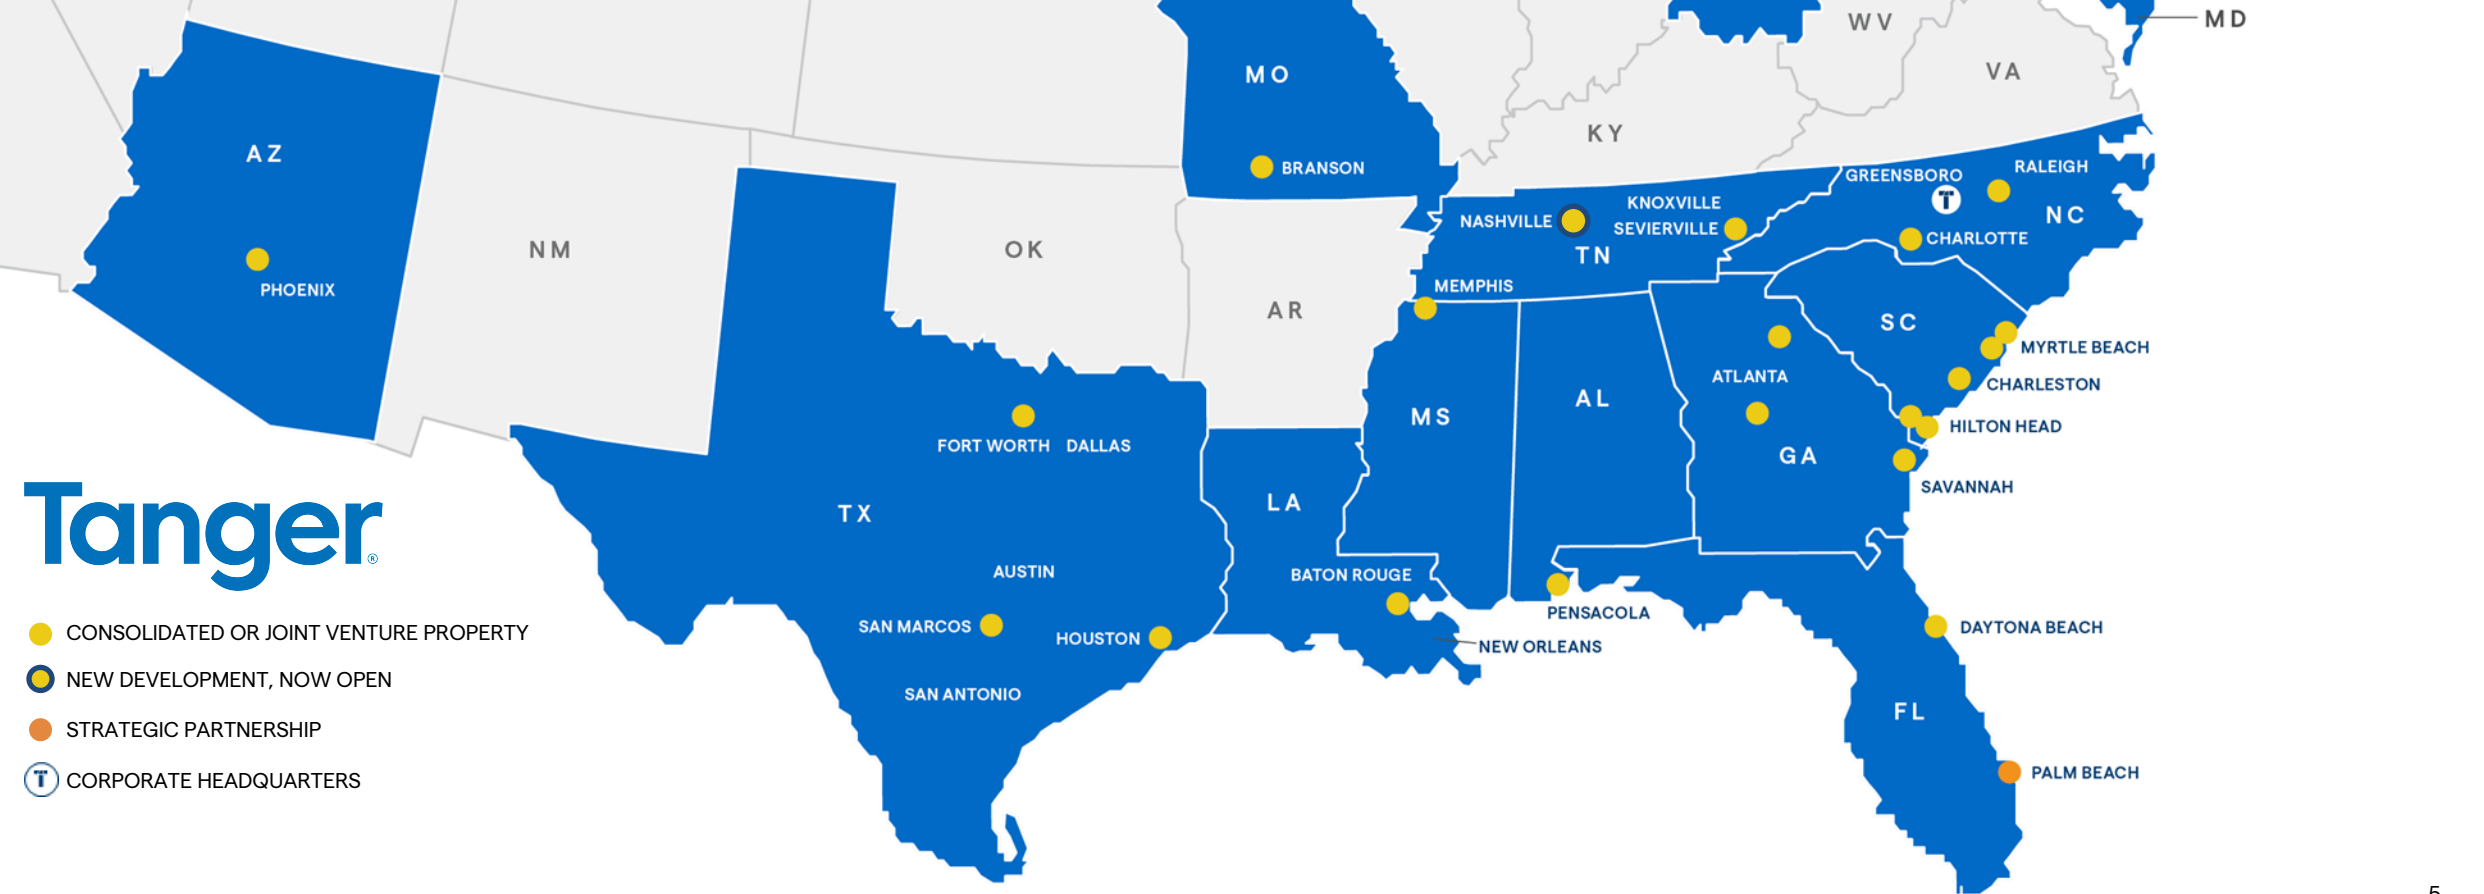 WV
MD
MO
VA
KY
AZ
BRANSON
RALEIGH
GREENSBORO
T
KNOXVILLE
NC
NASHVILLE
SEVIERVILLE
CHARLOTTE
NM
OK
TN
PHOENIX
MEMPHIS
AR
SC
MYRTLE BEACH
ATLANTA
CHARLESTON
AL
MS
HILTON HEAD
FORT WORTH DALLAS
GA
SAVANNAH
LA
TX
Tanger®
AUSTIN
BATON ROUGE
PENSACOLA
SAN MARCOS
HOUSTON
DAYTONA BEACH
NEW ORLEANS
SAN ANTONIO
FL
PALM BEACH
CONSOLIDATED OR JOINT VENTURE PROPERTY
NEW DEVELOPMENT, NOW OPEN
STRATEGIC PARTNERSHIP
T CORPORATE HEADQUARTERS
5